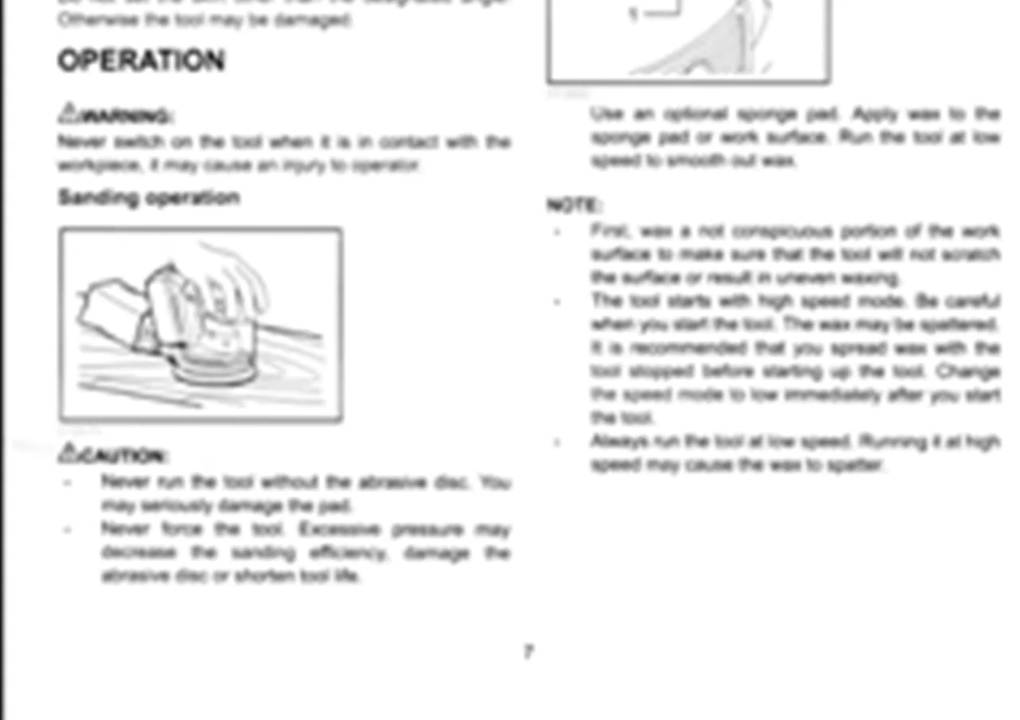 Otherwise the tool may be damaged.
OPERATION
WARNING:
Never switch on the tool when it is in contact with the
workpiece, it may cause an injury to operator.
Sanding operation
CAUTION:
- Never run the tool without the abrasive disc. You
may seriously damage the pad.
- Never force the tool. Excessive pressure may
decrease the sanding efficiency, damage the
abrasive disc or shorten tool life.
1
Use an optional sponge pad. Apply wax to the
sponge pad or work surface. Run the tool at low
speed to smooth out wax.
NOTE:
- First, wax a not conspicuous portion of the work
surface to make sure that the tool will not scratch
the surface or result in uneven waxing.
- The tool starts with high speed mode. Be careful
when you start the tool. The wax may be spattered.
It is recommended that you spread wax with the
tool stopped before starting up the tool. Change
the speed mode to low immediately after you start
the tool.
- Always run the tool at low speed. Running it at high
speed may cause the wax to spatter.
7